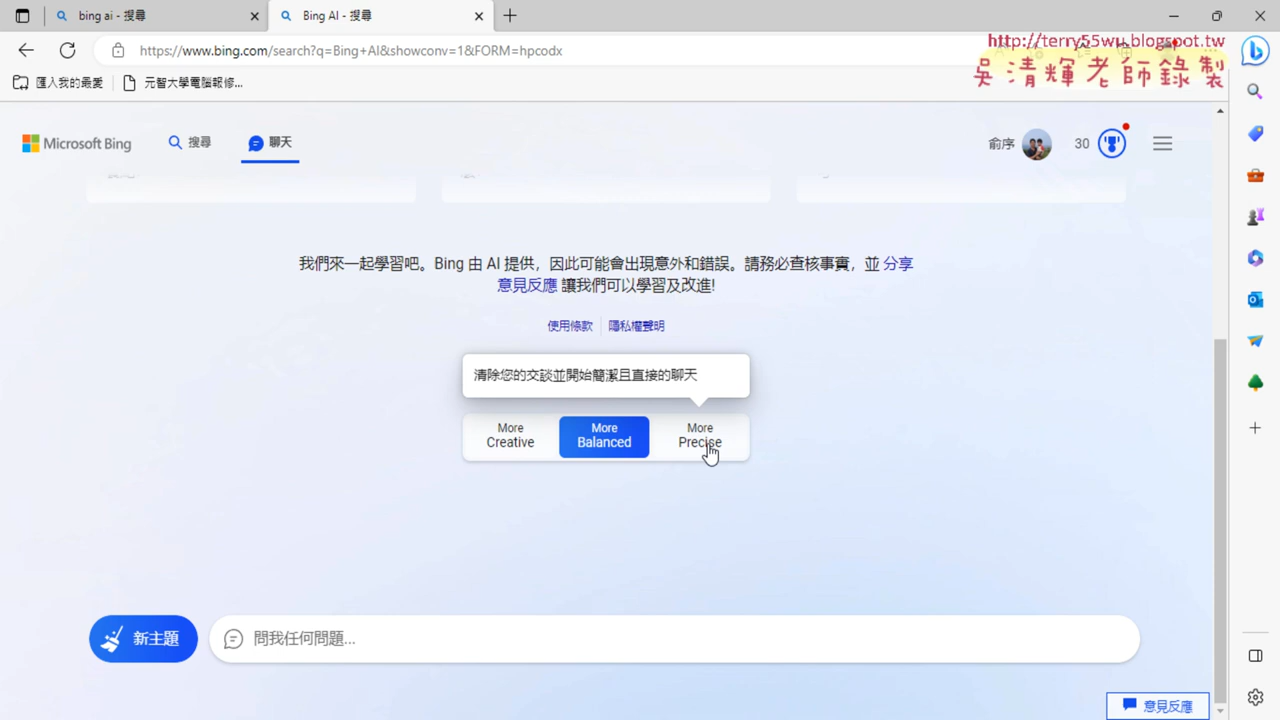 bing ai - 搜尋
Bing AI - 搜尋
https://www.bing.com/search?q=Bing+AI&showconv=1&FORM=hpcodx
http://terry55wu.blogspot.tw
吳清輝老師錄製
匯入我的最愛
元智大學電腦報修...
Microsoft Bing
搜尋
聊天
俞序
30
我們來一起學習吧。Bing 由 AI 提供，因此可能會出現意外和錯誤。請務必查核事實，並 分享
意見反應 讓我們可以學習及改進!
使用條款
隱私權聲明
清除您的交談並開始簡潔且直接的聊天
More
Creative
More
Balanced
More
Precise
新主題
問我任何問題...
意見反應